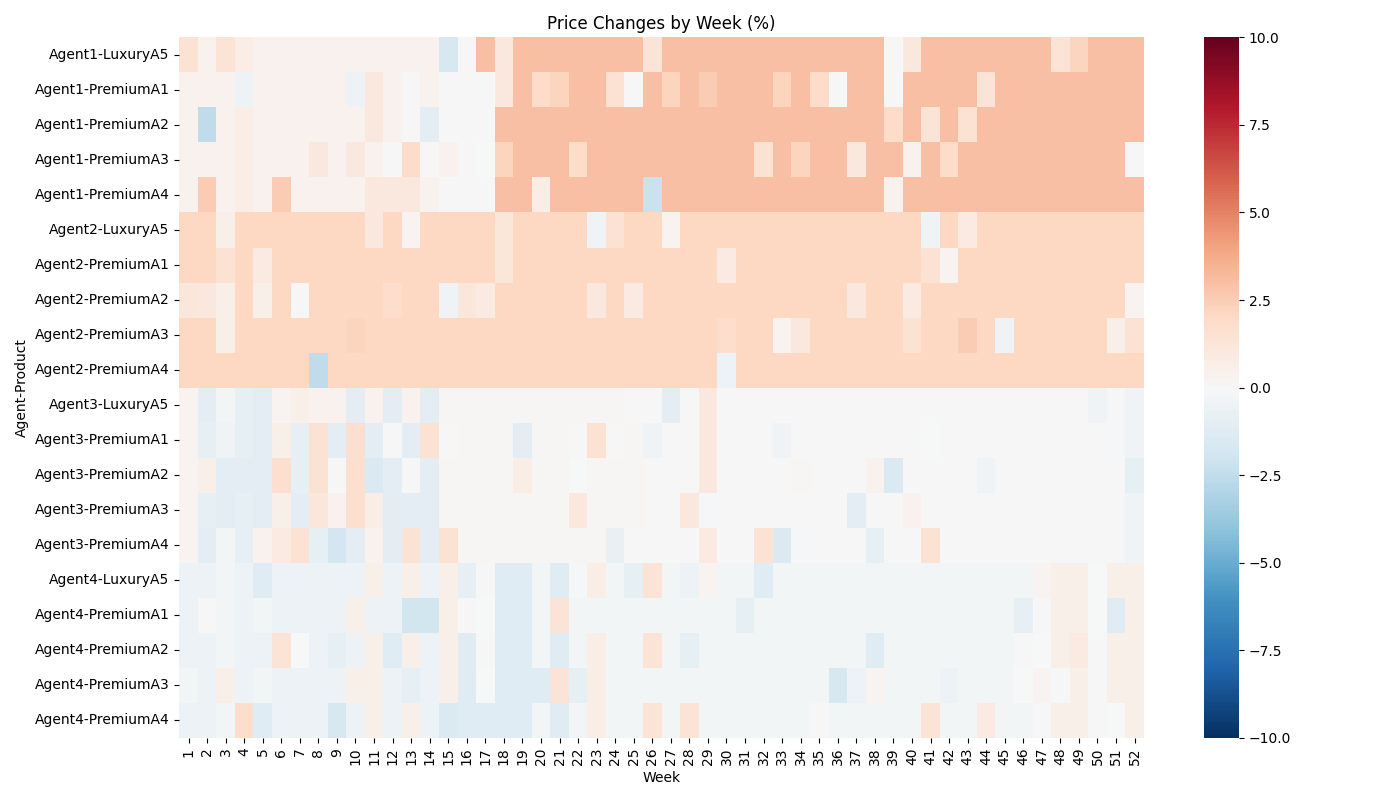 Price Changes by Week (%)
Agent-Product
Agent1-LuxuryA5
Agent1-PremiumA1
Agent1-PremiumA2
Agent1-PremiumA3
Agent1-PremiumA4
Agent2-LuxuryA5
Agent2-PremiumA1
Agent2-PremiumA2
Agent2-PremiumA3
Agent2-PremiumA4
Agent3-LuxuryA5
Agent3-PremiumA1
Agent3-PremiumA2
Agent3-PremiumA3
Agent3-PremiumA4
Agent4-LuxuryA5
Agent4-PremiumA1
Agent4-PremiumA2
Agent4-PremiumA3
Agent4-PremiumA4
1 2 3 4 5 6 7 8 9 10 11 12 13 14 15 16 17 18 19 20 21 22 23 24 25 26 27 28 29 30 31 32 33 34 35 36 37 38 39 40 41 42 43 44 45 46 47 48 49 50 51 52
Week
10.0
7.5
5.0
2.5
0.0
−2.5
−5.0
−7.5
−10.0